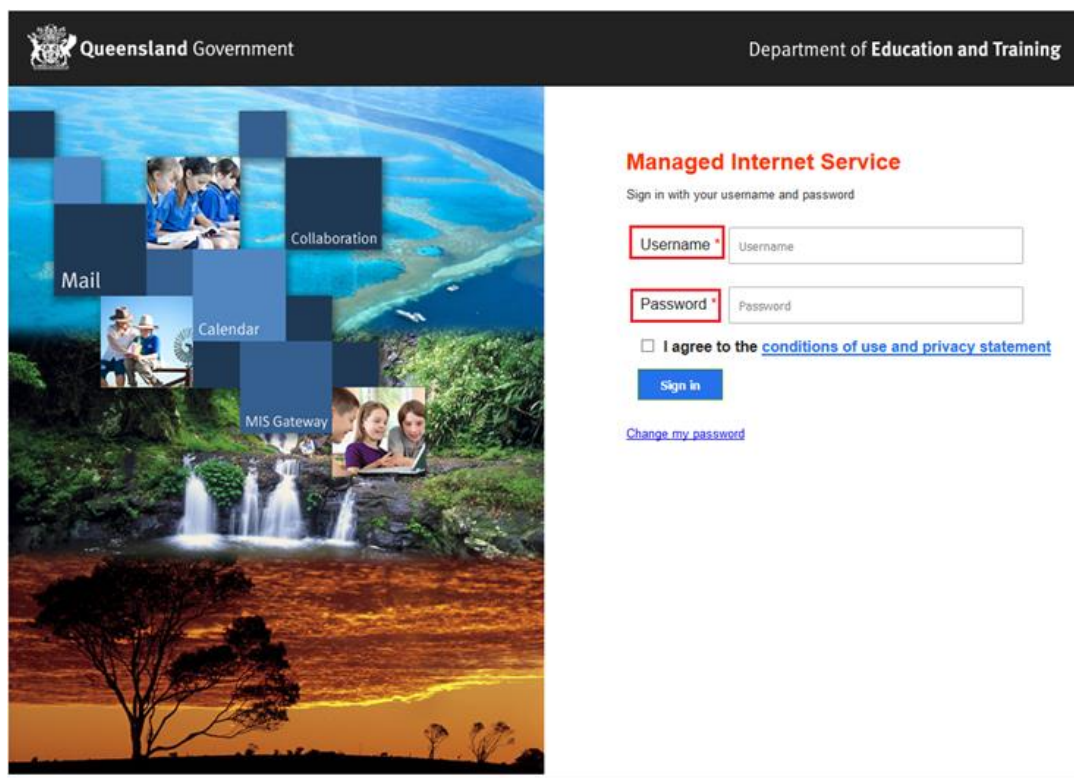 Queensland Government
Department of Education and Training
Collaboration
Mail
Calendar
MIS Gateway
Managed Internet Service
Sign in with your username and password
Username * Username
Password * Password
I agree to the conditions of use and privacy statement
Sign in
Change my password